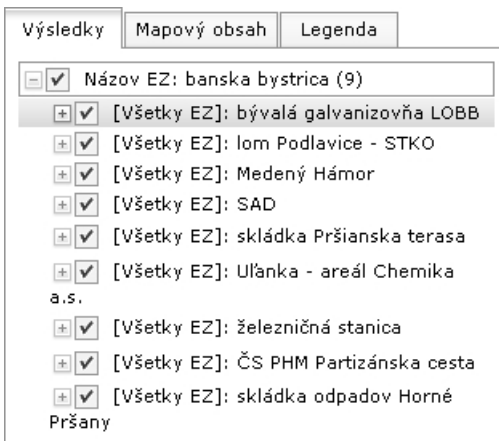 Výsledky Mapový obsah Legenda
Názov EZ: banska bystrica (9)
[Všetky EZ]: bývalá galvanizovňa LOBB
[Všetky EZ]: lom Podlavice - STKO
[Všetky EZ]: Medený Hámor
[Všetky EZ]: SAD
[Všetky EZ]: skládka Pršianska terasa
[Všetky EZ]: Uľanka - areál Chemika
a.s.
[Všetky EZ]: železničná stanica
[Všetky EZ]: ČS PHM Partizánska cesta
[Všetky EZ]: skládka odpadov Horné
Pršany